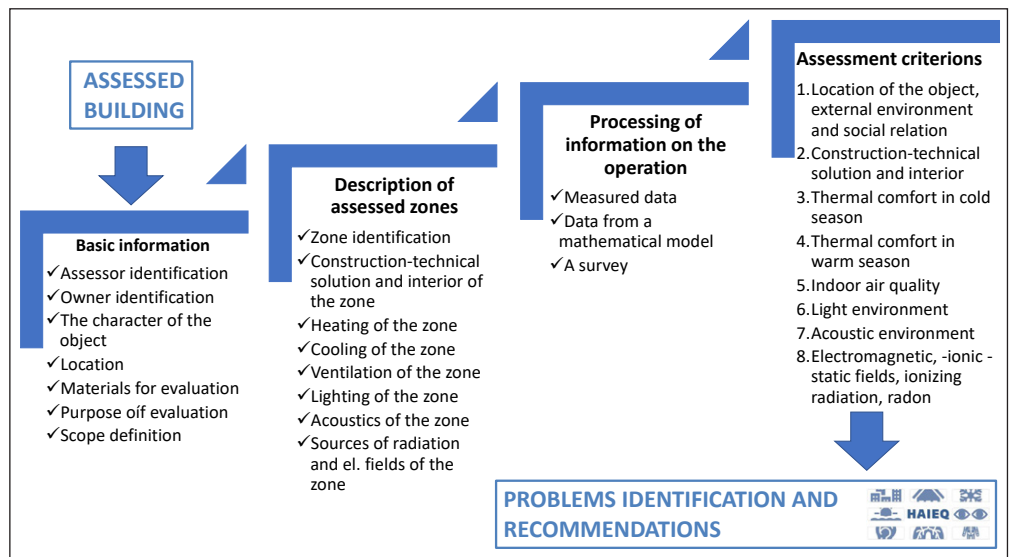 ASSESSED
BUILDING
Basic information
✓Assessor identification
✓Owner identification
✓The character of the
object
✓Location
✓Materials for evaluation
✓Purpose oíf evaluation
✓Scope definition
Description of
assessed zones
✓Zone identification
✓Construction-technical
solution and interior of
the zone
✓Heating of the zone
✓Cooling of the zone
✓Ventilation of the zone
✓Lighting of the zone
✓Acoustics of the zone
✓Sources of radiation
and el. fields of the
zone
Processing of
information on the
operation
✓Measured data
✓Data from a
mathematical model
✓A survey
Assessment criterions
1.Location of the object,
external environment
and social relation
2.Construction-technical
solution and interior
3.Thermal comfort in cold
season
4.Thermal comfort in
warm season
5.Indoor air quality
6.Light environment
7.Acoustic environment
8.Electromagnetic, -ionic -
static fields, ionizing
radiation, radon
PROBLEMS IDENTIFICATION AND
RECOMMENDATIONS
HAIEQ